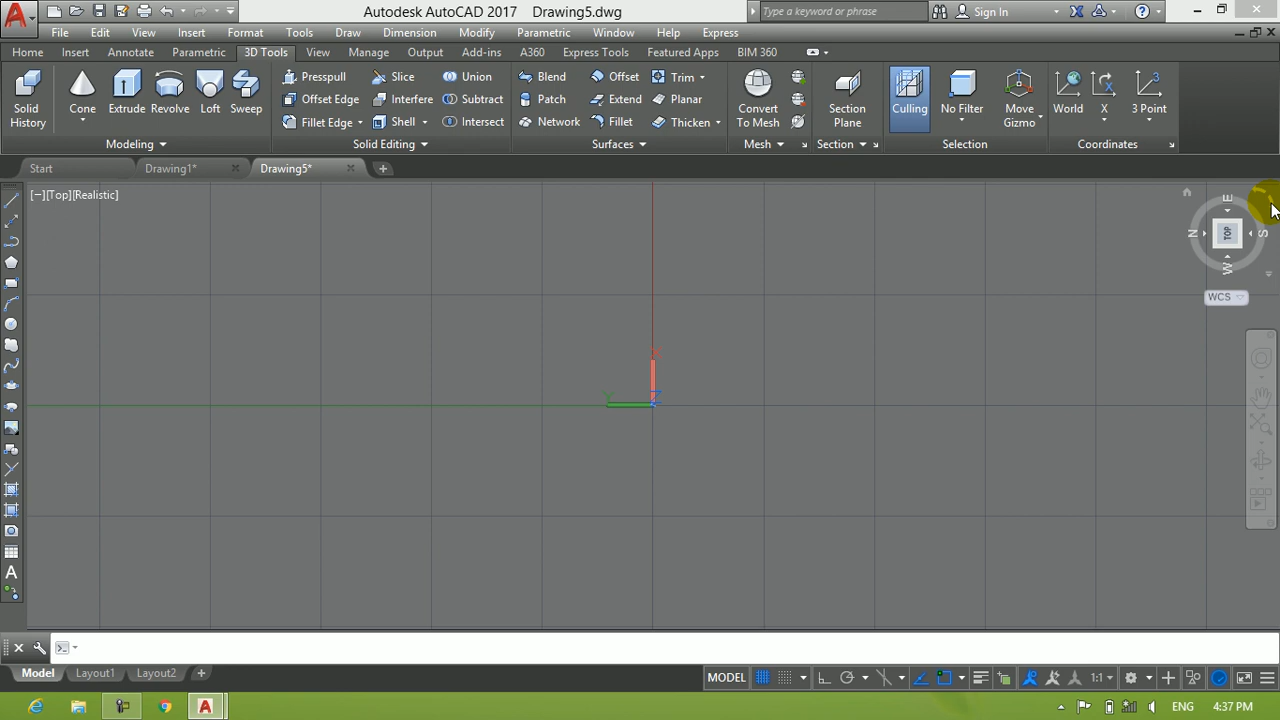 Autodesk AutoCAD 2017 Drawing5.dwg
Type a keyword or phrase
Sign In
File Edit View Insert Format Tools Draw Dimension Modify Parametric Window Help Express
Home Insert Annotate Parametric 3D Tools View Manage Output Add-ins A360 Express Tools Featured Apps BIM 360
Solid History
Cone
Extrude
Revolve
Loft
Sweep
Presspull
Offset Edge
Fillet Edge
Slice
Interfere
Shell
Union
Subtract
Intersect
Blend
Patch
Network
Offset
Extend
Fillet
Trim
Planar
Thicken
Convert To Mesh
Section Plane
Culling
No Filter
Move Gizmo
World
X
3 Point
Modeling
Solid Editing
Surfaces
Mesh
Section
Selection
Coordinates
Start Drawing1* Drawing5*
[−][Top][Realistic]
E
N TOP S
W
WCS
X
Y Z
A
Model Layout1 Layout2
MODEL 1:1
ENG 4:37 PM